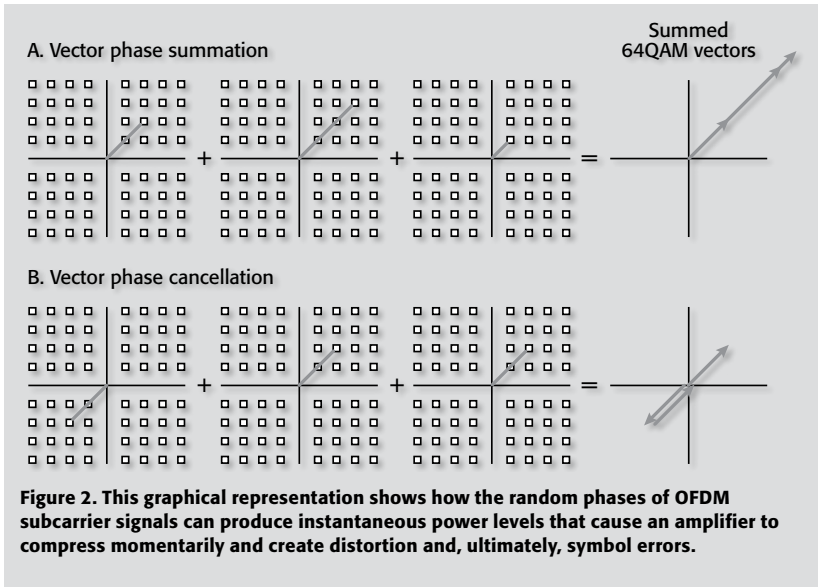 A. Vector phase summation
Summed
64QAM vectors
+ + =
B. Vector phase cancellation
+ + =
Figure 2. This graphical representation shows how the random phases of OFDM
subcarrier signals can produce instantaneous power levels that cause an amplifier to
compress momentarily and create distortion and, ultimately, symbol errors.